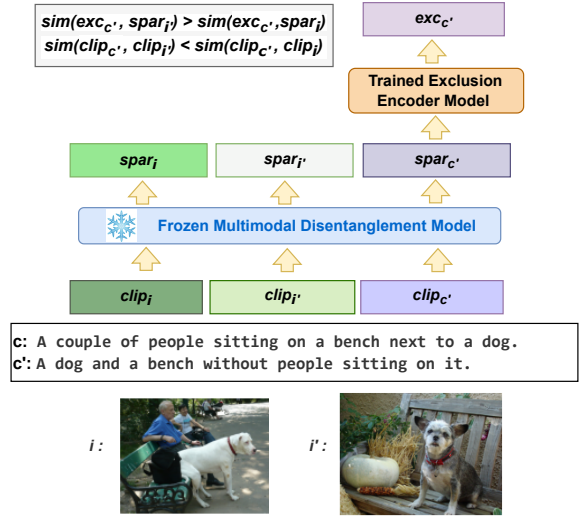 sim(exc_c', spar_i') > sim(exc_c',spar_i)
sim(clip_c', clip_i') < sim(clip_c', clip_i)
exc_c'
Trained Exclusion
Encoder Model
spar_i
spar_i'
spar_c'
Frozen Multimodal Disentanglement Model
clip_i
clip_i'
clip_c'
c: A couple of people sitting on a bench next to a dog.
c': A dog and a bench without people sitting on it.
i :
i' :